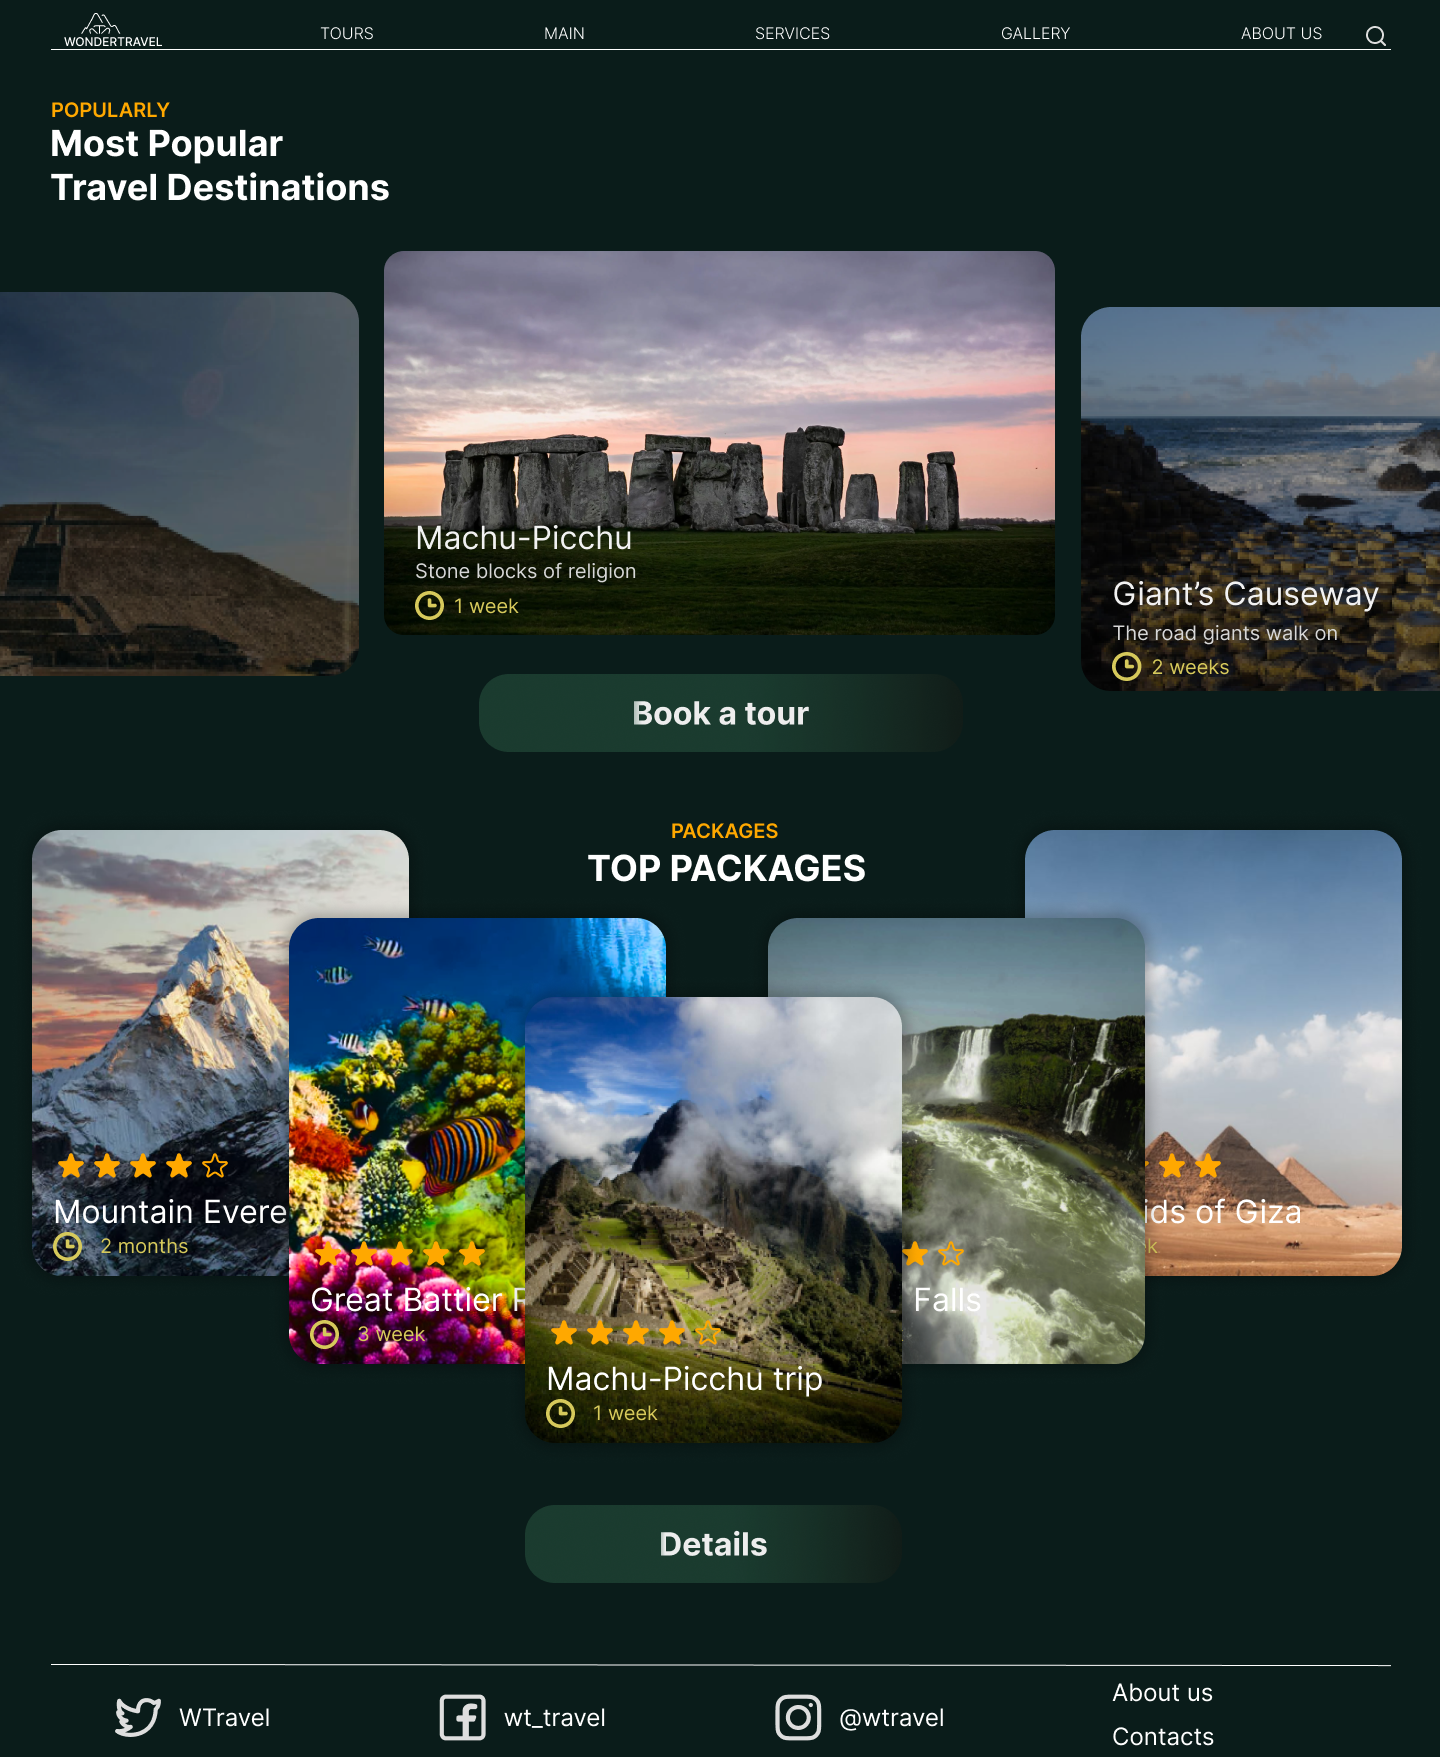 WONDERTRAVEL
TOURS
MAIN
SERVICES
GALLERY
ABOUT US
POPULARLY
Most Popular
Travel Destinations
Machu-Picchu
Stone blocks of religion
1 week
Giant’s Causeway
The road giants walk on
2 weeks
Book a tour
PACKAGES
TOP PACKAGES
Mountain Evere
2 months
Great Battier
3 week
Machu-Picchu trip
1 week
Falls
ids of Giza
k
Details
WTravel
wt_travel
@wtravel
About us
Contacts